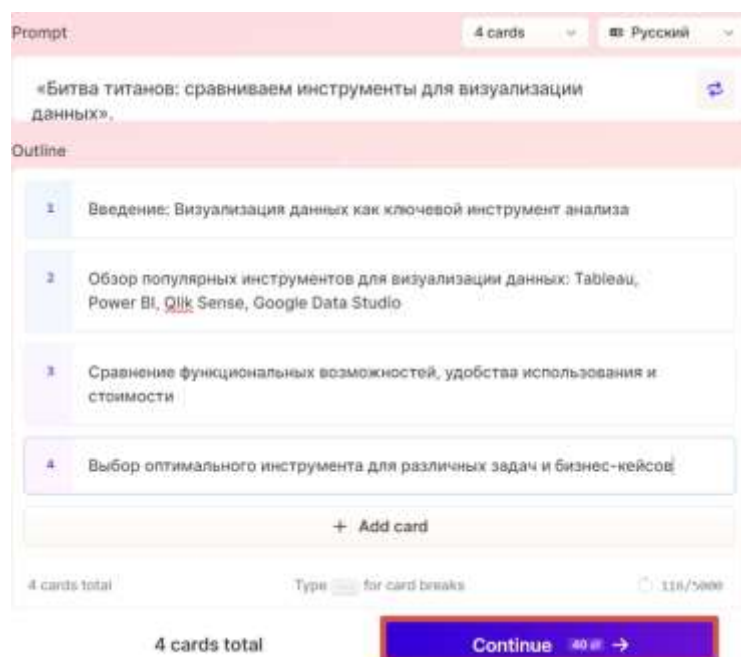 Prompt
4 cards
Русский
«Битва титанов: сравниваем инструменты для визуализации
данных».
Outline
1 Введение: Визуализация данных как ключевой инструмент анализа
2 Обзор популярных инструментов для визуализации данных: Tableau,
Power BI, Qlik Sense, Google Data Studio
3 Сравнение функциональных возможностей, удобства использования и
стоимости
4 Выбор оптимального инструмента для различных задач и бизнес-кейсов
+ Add card
4 cards total
Type for card breaks
116/5000
4 cards total
Continue 40 →